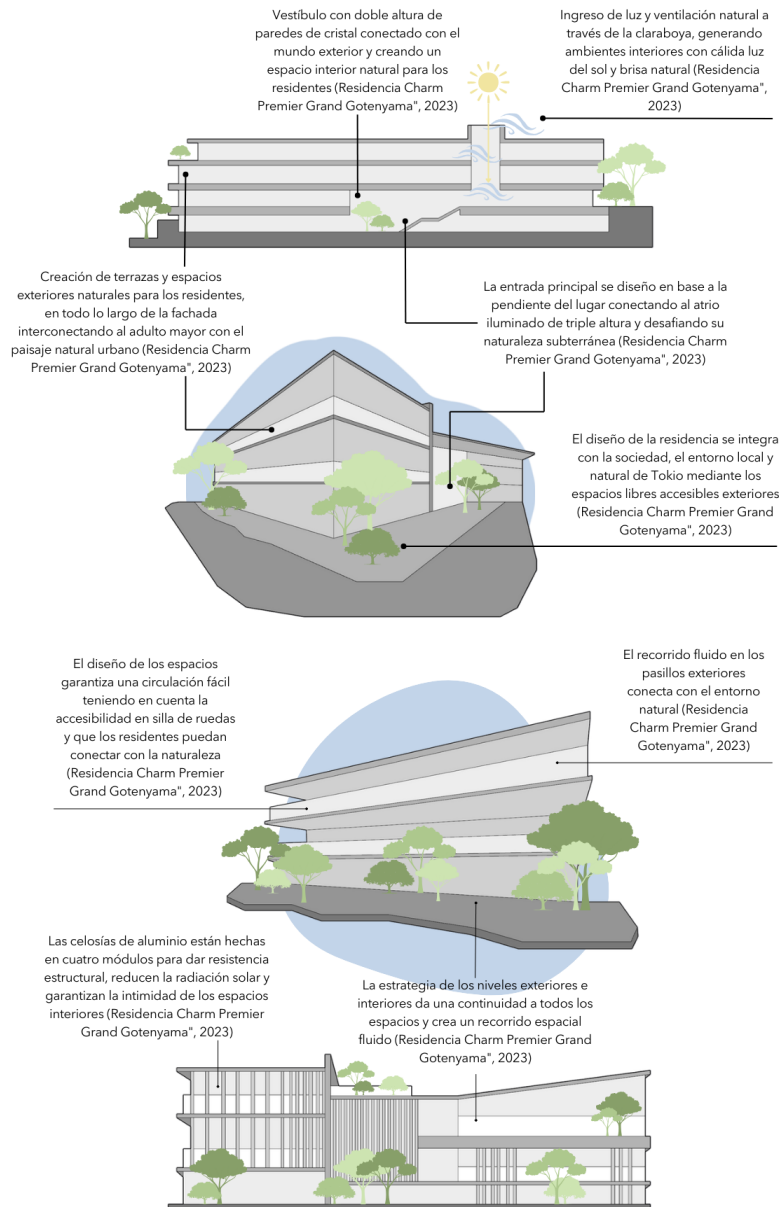 Vestíbulo con doble altura de
paredes de cristal conectado con el
mundo exterior y creando un
espacio interior natural para los
residentes (Residencia Charm
Premier Grand Gotenyama", 2023)
Ingreso de luz y ventilación natural a
través de la claraboya, generando
ambientes interiores con cálida luz
del sol y brisa natural (Residencia
Charm Premier Grand Gotenyama",
2023)
Creación de terrazas y espacios
exteriores naturales para los residentes,
en todo lo largo de la fachada
interconectando al adulto mayor con el
paisaje natural urbano (Residencia Charm
Premier Grand Gotenyama", 2023)
La entrada principal se diseño en base a la
pendiente del lugar conectando al atrio
iluminado de triple altura y desafiando su
naturaleza subterránea (Residencia Charm
Premier Grand Gotenyama", 2023)
El diseño de la residencia se integra
con la sociedad, el entorno local y
natural de Tokio mediante los
espacios libres accesibles exteriores
(Residencia Charm Premier Grand
Gotenyama", 2023)
El diseño de los espacios
garantiza una circulación fácil
teniendo en cuenta la
accesibilidad en silla de ruedas
y que los residentes puedan
conectar con la naturaleza
(Residencia Charm Premier
Grand Gotenyama", 2023)
El recorrido fluido en los
pasillos exteriores
conecta con el entorno
natural (Residencia
Charm Premier Grand
Gotenyama", 2023)
Las celosías de aluminio están hechas
en cuatro módulos para dar resistencia
estructural, reducen la radiación solar y
garantizan la intimidad de los espacios
interiores (Residencia Charm Premier
Grand Gotenyama", 2023)
La estrategia de los niveles exteriores e
interiores da una continuidad a todos los
espacios y crea un recorrido espacial
fluido (Residencia Charm Premier Grand
Gotenyama", 2023)